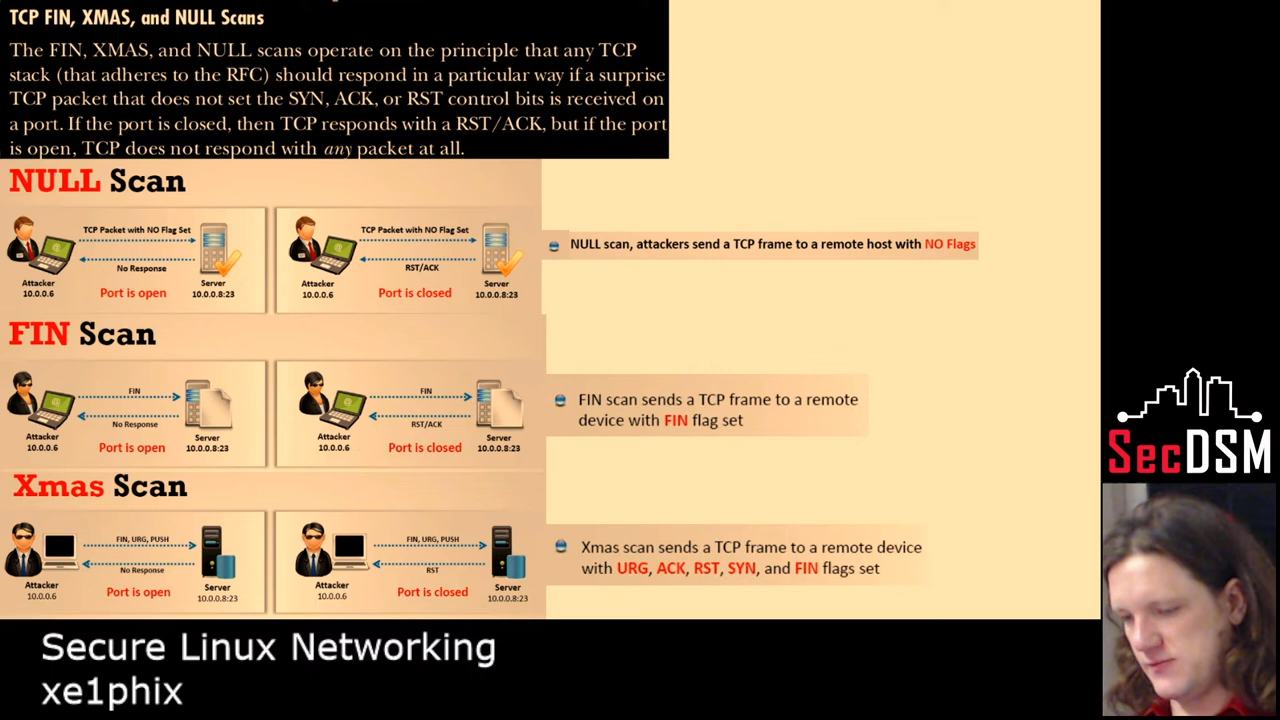 TCP FIN, XMAS, and NULL Scans
The FIN, XMAS, and NULL scans operate on the principle that any TCP
stack (that adheres to the RFC) should respond in a particular way if a surprise
TCP packet that does not set the SYN, ACK, or RST control bits is received on
a port. If the port is closed, then TCP responds with a RST/ACK, but if the port
is open, TCP does not respond with any packet at all.
NULL Scan
TCP Packet with NO Flag Set
No Response
Attacker
10.0.0.6
Server
10.0.0.8:23
Port is open
TCP Packet with NO Flag Set
RST/ACK
Attacker
10.0.0.6
Server
10.0.0.8:23
Port is closed
NULL scan, attackers send a TCP frame to a remote host with NO Flags
FIN Scan
FIN
No Response
Attacker
10.0.0.6
Server
10.0.0.8:23
Port is open
FIN
RST/ACK
Attacker
10.0.0.6
Server
10.0.0.8:23
Port is closed
FIN scan sends a TCP frame to a remote
device with FIN flag set
Xmas Scan
FIN, URG, PUSH
No Response
Attacker
10.0.0.6
Server
10.0.0.8:23
Port is open
FIN, URG, PUSH
RST
Attacker
10.0.0.6
Server
10.0.0.8:23
Port is closed
Xmas scan sends a TCP frame to a remote device
with URG, ACK, RST, SYN, and FIN flags set
SecDSM
Secure Linux Networking
xe1phix